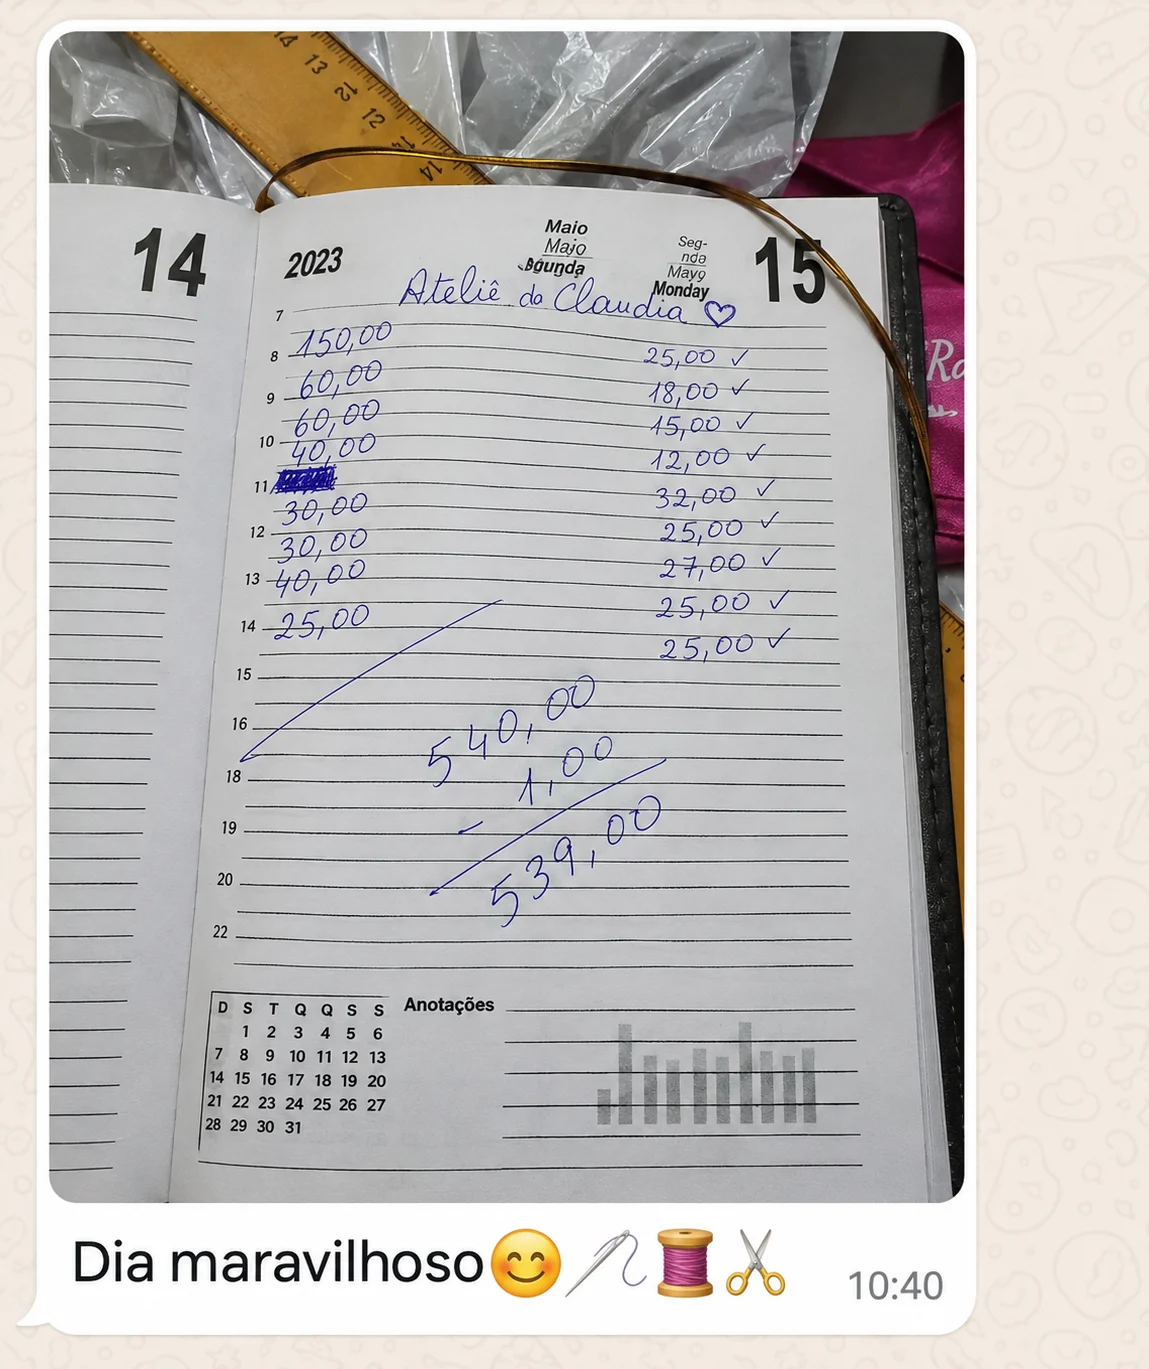 14
13
12
12
14
14
2023
Maio
Majo
Seg-
nda
Mayo
Monday
15
Ateliê da Claudia ♡
7
8 150,00 25,00 ✓
9 60,00 18,00 ✓
10 60,00 15,00 ✓
40,00 12,00 ✓
11 32,00 ✓
12 30,00 25,00 ✓
30,00 27,00 ✓
13 40,00 25,00 ✓
14 25,00 25,00 ✓
15
16 540,00
18 - 1,00
19 539,00
20
22
D S T Q Q S S
1 2 3 4 5 6
7 8 9 10 11 12 13
14 15 16 17 18 19 20
21 22 23 24 25 26 27
28 29 30 31
Anotações
Dia maravilhoso😊🪡🧵✂️
10:40